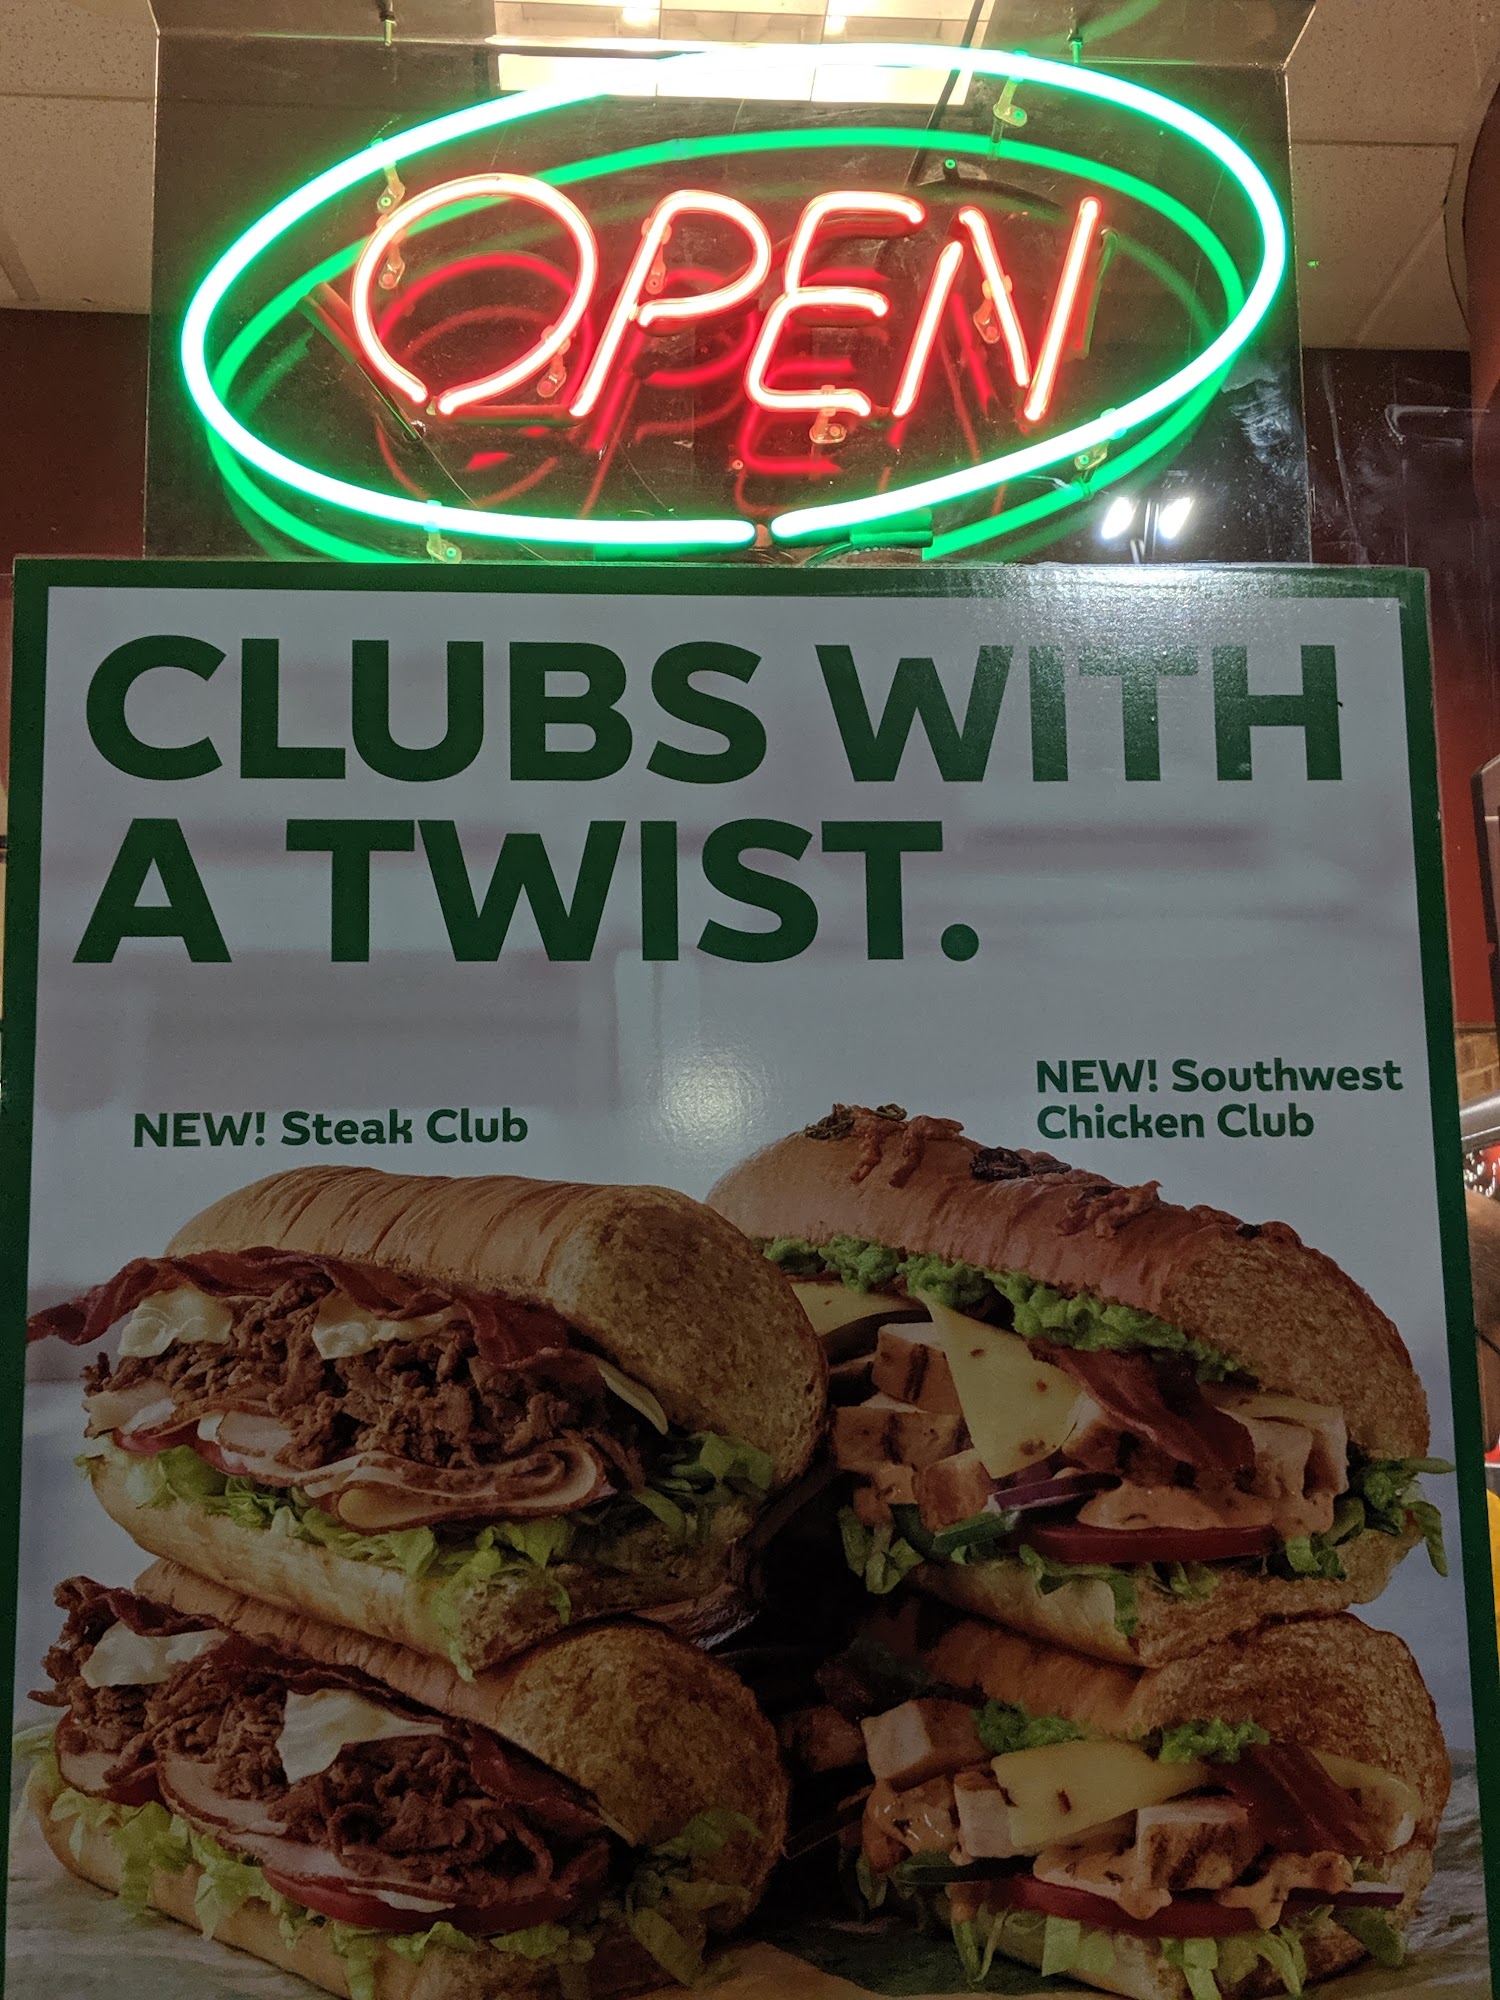 OPEN
CLUBS WITH
A TWIST.
NEW! Steak Club
NEW! Southwest
Chicken Club